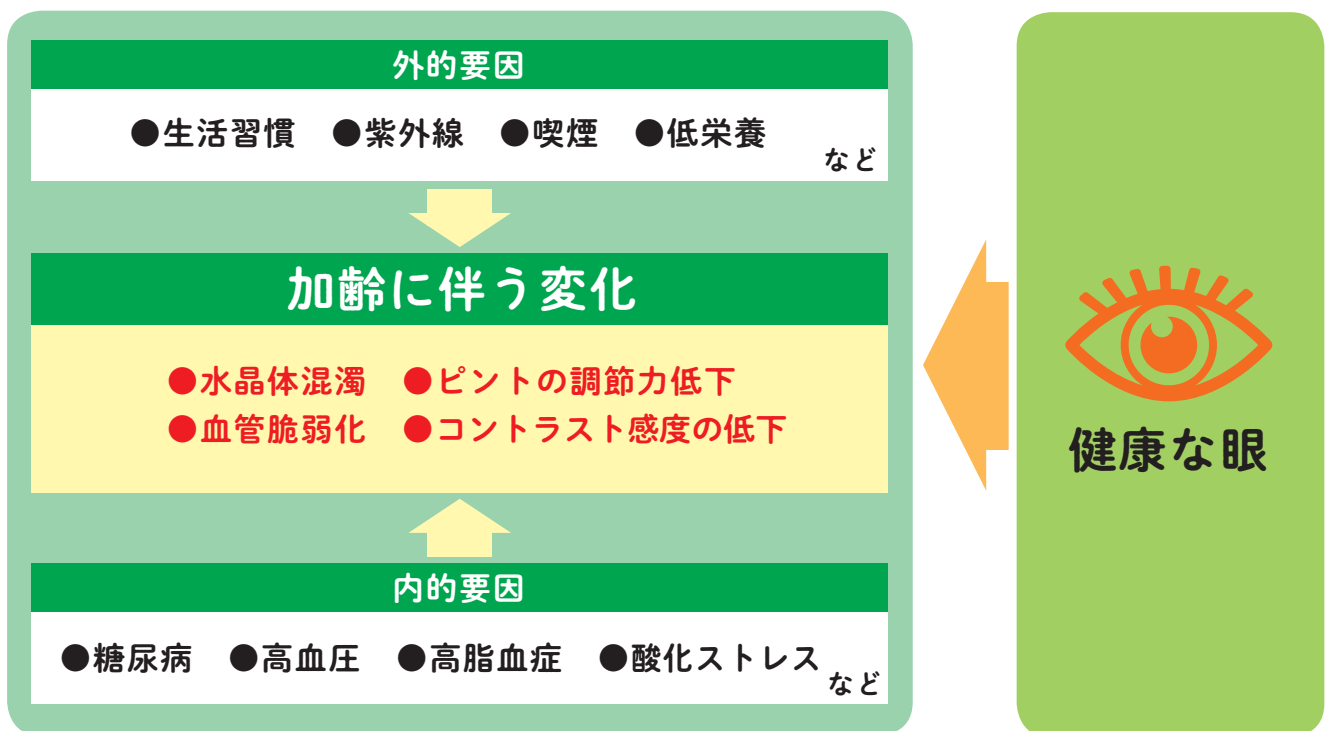 外的要因
●生活習慣 ●紫外線 ●喫煙 ●低栄養
など
加齢に伴う変化
●水晶体混濁 ●ピントの調節力低下
●血管脆弱化 ●コントラスト感度の低下
内的要因
●糖尿病 ●高血圧 ●高脂血症 ●酸化ストレス
など
健康な眼